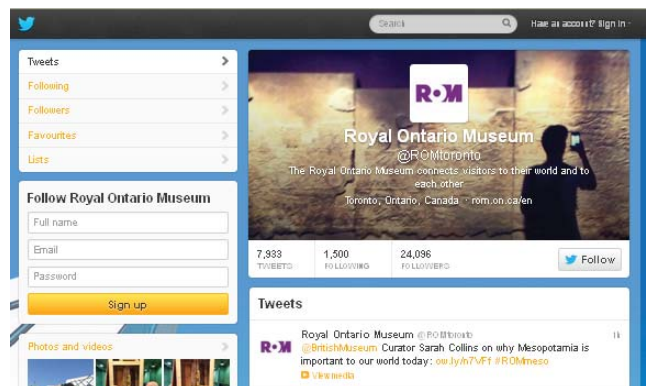 Search
Have an account? Sign in
Tweets
Following
Followers
Favourites
Lists
Follow Royal Ontario Museum
Full name
Email
Password
Sign up
Photos and videos
ROM
Royal Ontario Museum
@ROMtoronto
The Royal Ontario Museum connects visitors to their world and to
each other
Toronto, Ontario, Canada · rom.on.ca/en
7,933
TWEETS
1,500
FOLLOWING
24,096
FOLLOWERS
Follow
Tweets
ROM
Royal Ontario Museum @ROMtoronto 1h
@BritishMuseum Curator Sarah Collins on why Mesopotamia is
important to our world today: ow.ly/n7VFf #ROMmeso
View media